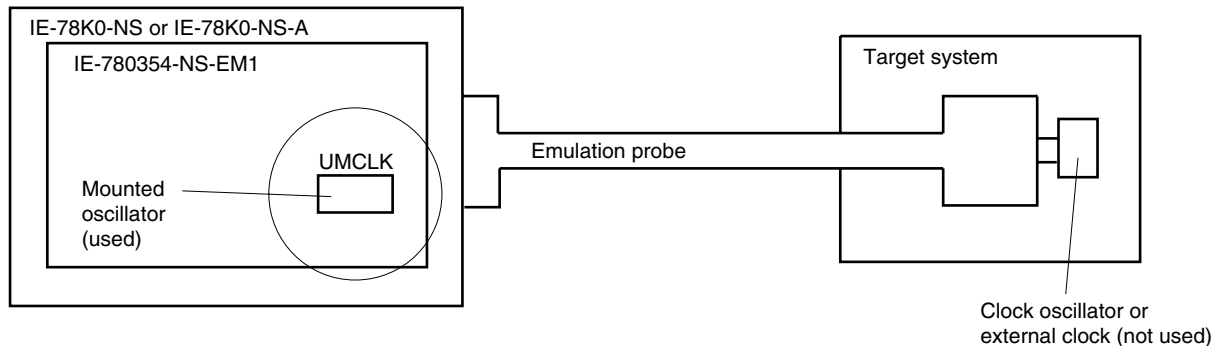 IE-78K0-NS or IE-78K0-NS-A
IE-780354-NS-EM1
UMCLK
Mounted
oscillator
(used)
Emulation probe
Target system
Clock oscillator or
external clock (not used)